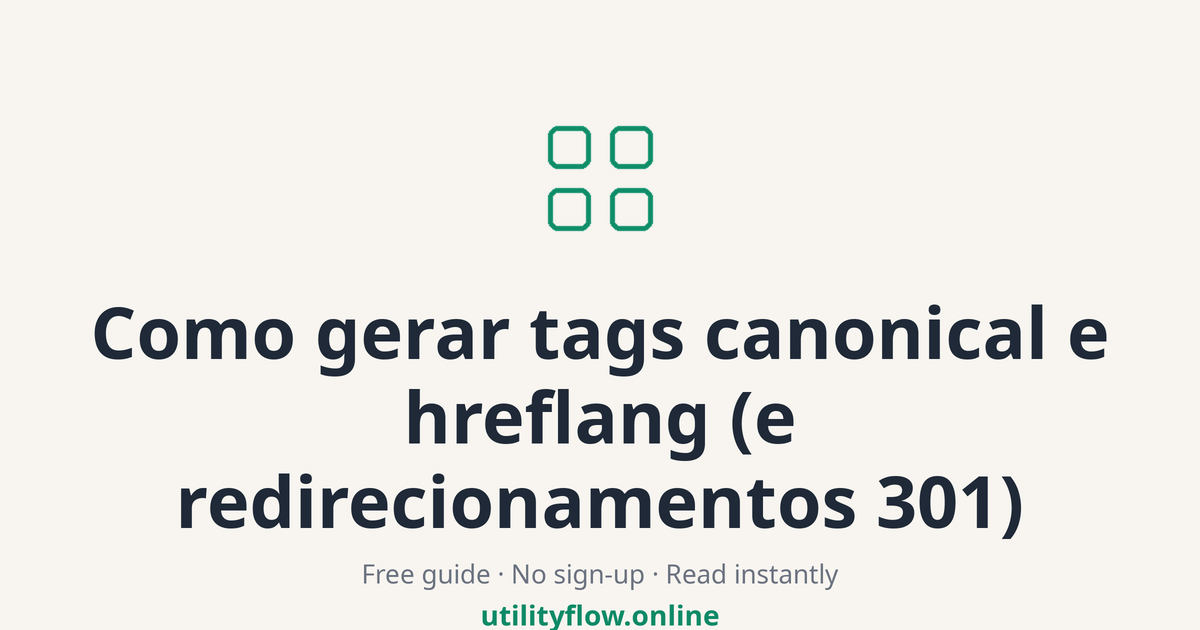 Como gerar tags canonical e
hreflang (e
redirecionamentos 301)
Free guide · No sign-up · Read instantly
utilityflow.online